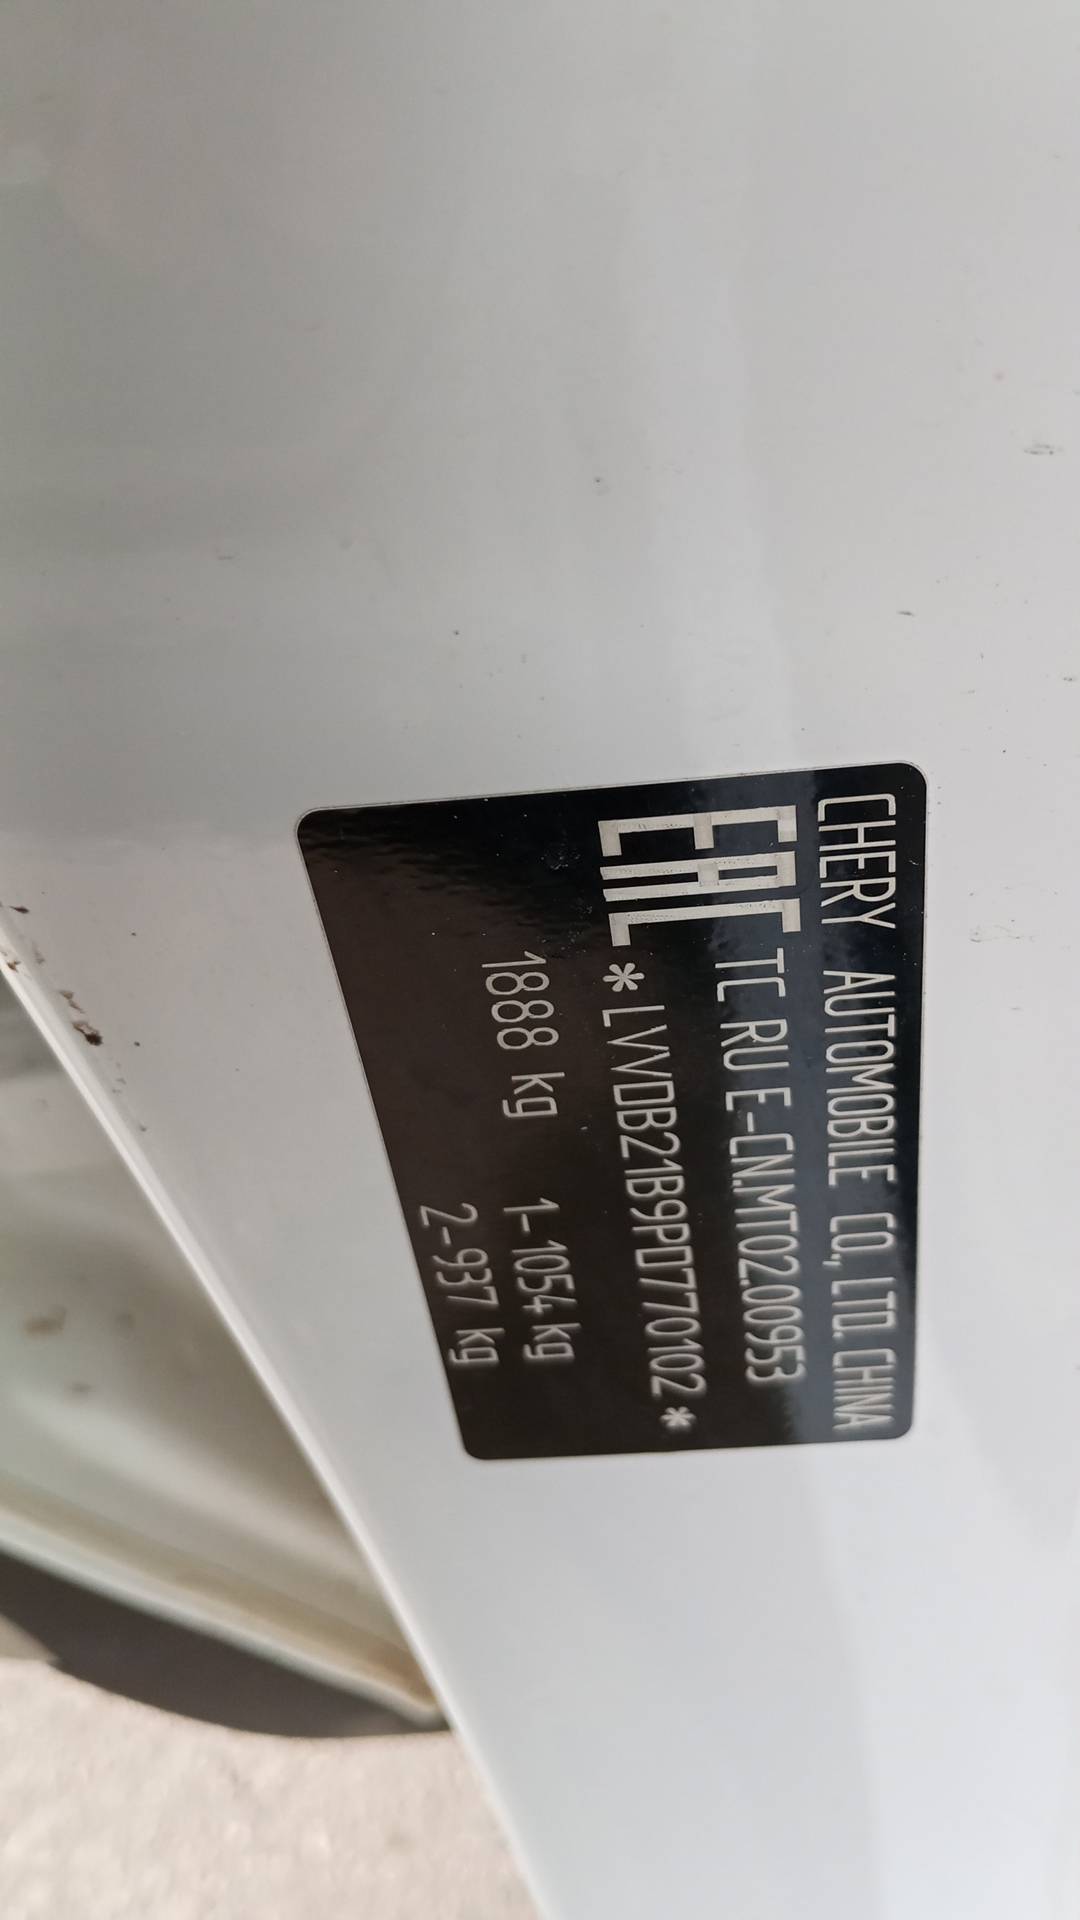 CHERY AUTOMOBILE CO., LTD. CHINA
EAC TC RU E-CN.MT02.00953
*LVVDB21B9PD770102*
1888 kg 1-1054 kg
2-937 kg